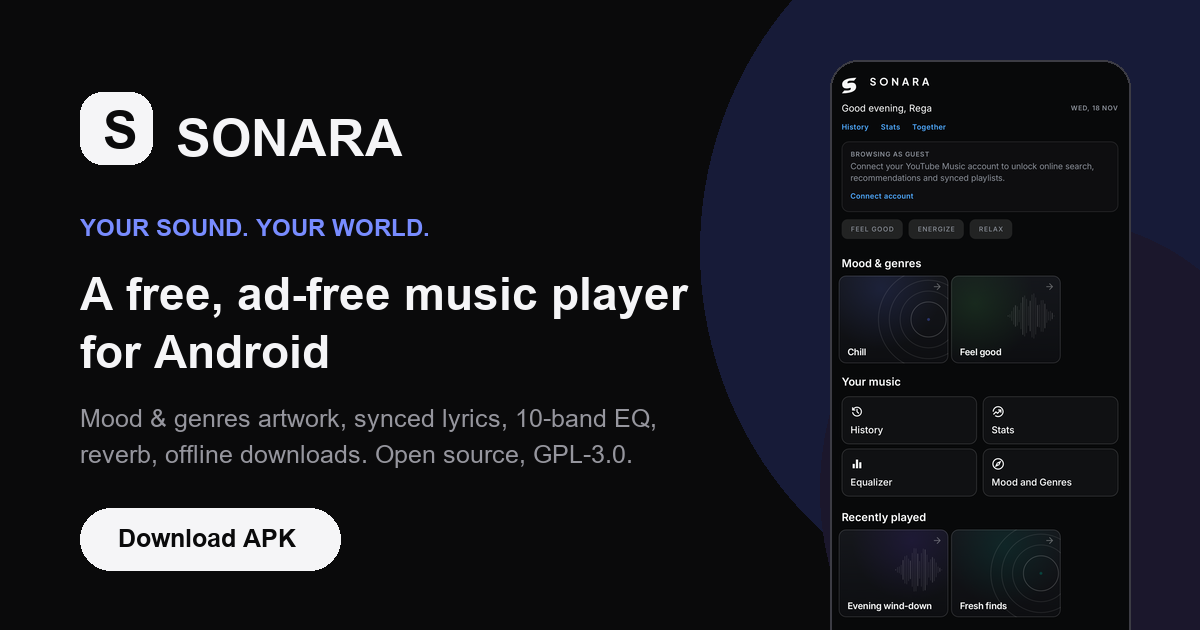 S
SONARA
YOUR SOUND. YOUR WORLD.
A free, ad-free music player
for Android
Mood & genres artwork, synced lyrics, 10-band EQ,
reverb, offline downloads. Open source, GPL-3.0.
Download APK
SONARA
Good evening, Rega
WED, 18 NOV
History Stats Together
BROWSING AS GUEST
Connect your YouTube Music account to unlock online search,
recommendations and synced playlists.
Connect account
FEEL GOOD ENERGIZE RELAX
Mood & genres
Chill Feel good
Your music
History Stats
Equalizer Mood and Genres
Recently played
Evening wind-down Fresh finds